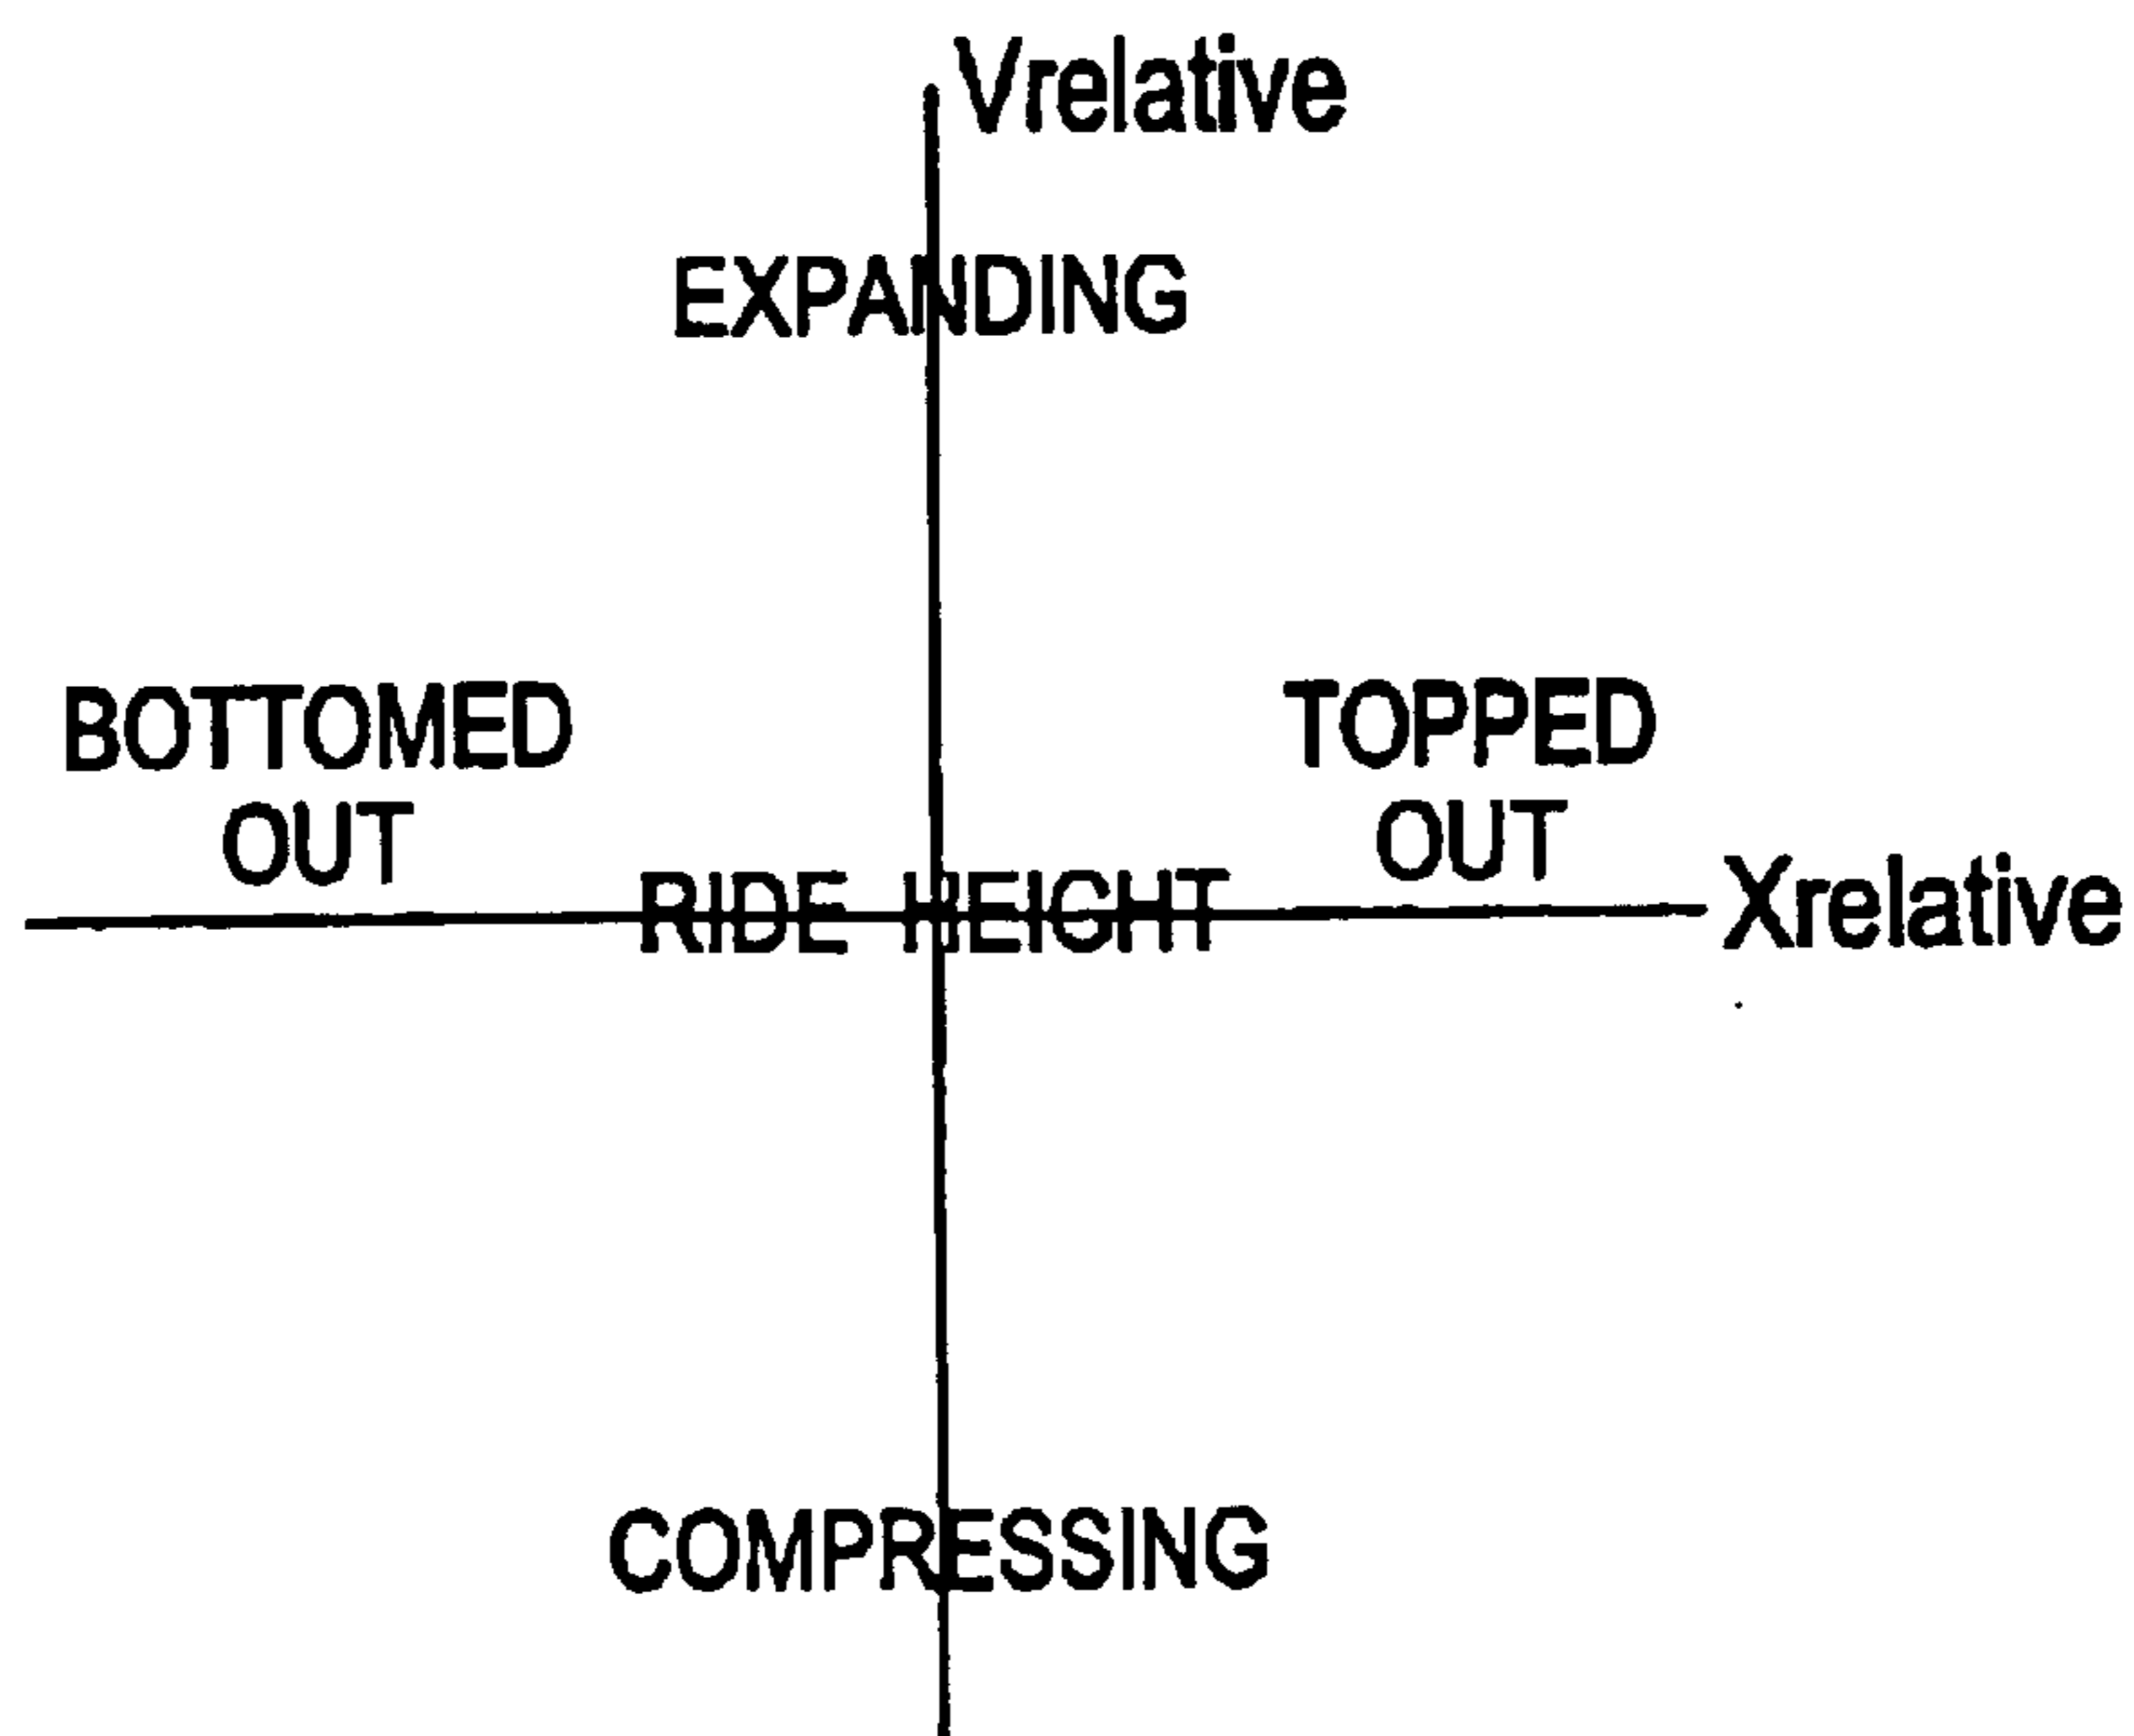 Vrelative
EXPANDING
BOTTOMED
OUT
TOPPED
OUT
RIDE HEIGHT
Xrelative
COMPRESSING